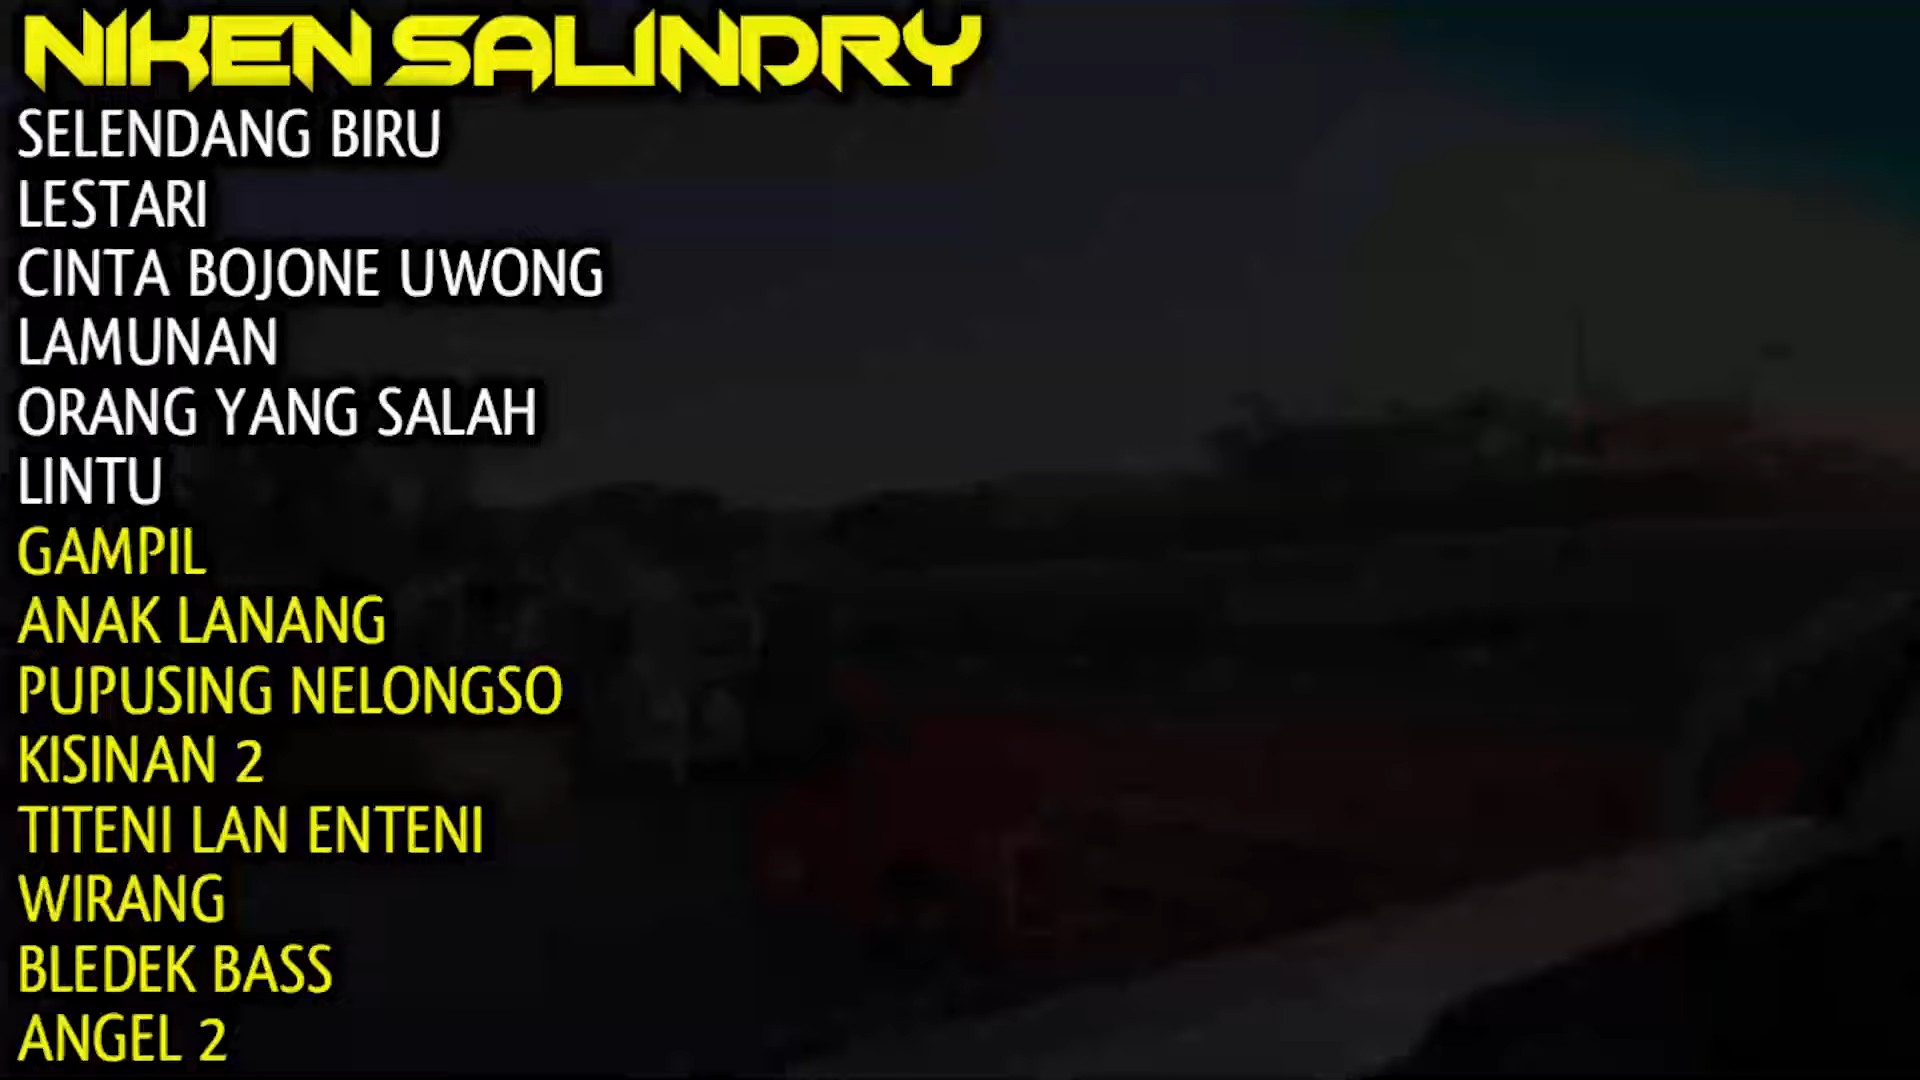 NIKEN SALINDRY
SELENDANG BIRU
LESTARI
CINTA BOJONE UWONG
LAMUNAN
ORANG YANG SALAH
LINTU
GAMPIL
ANAK LANANG
PUPUSING NELONGSO
KISINAN 2
TITENI LAN ENTENI
WIRANG
BLEDEK BASS
ANGEL 2